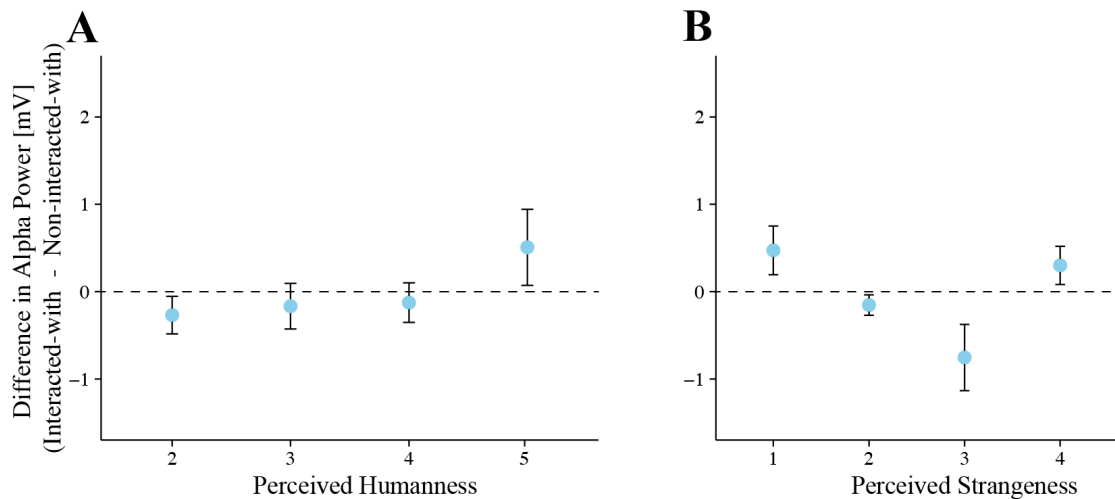 A
B
Difference in Alpha Power [mV]
(Interacted-with - Non-interacted-with)
2
1
0
−1
2 3 4 5
Perceived Humanness
2
1
0
−1
1 2 3 4
Perceived Strangeness